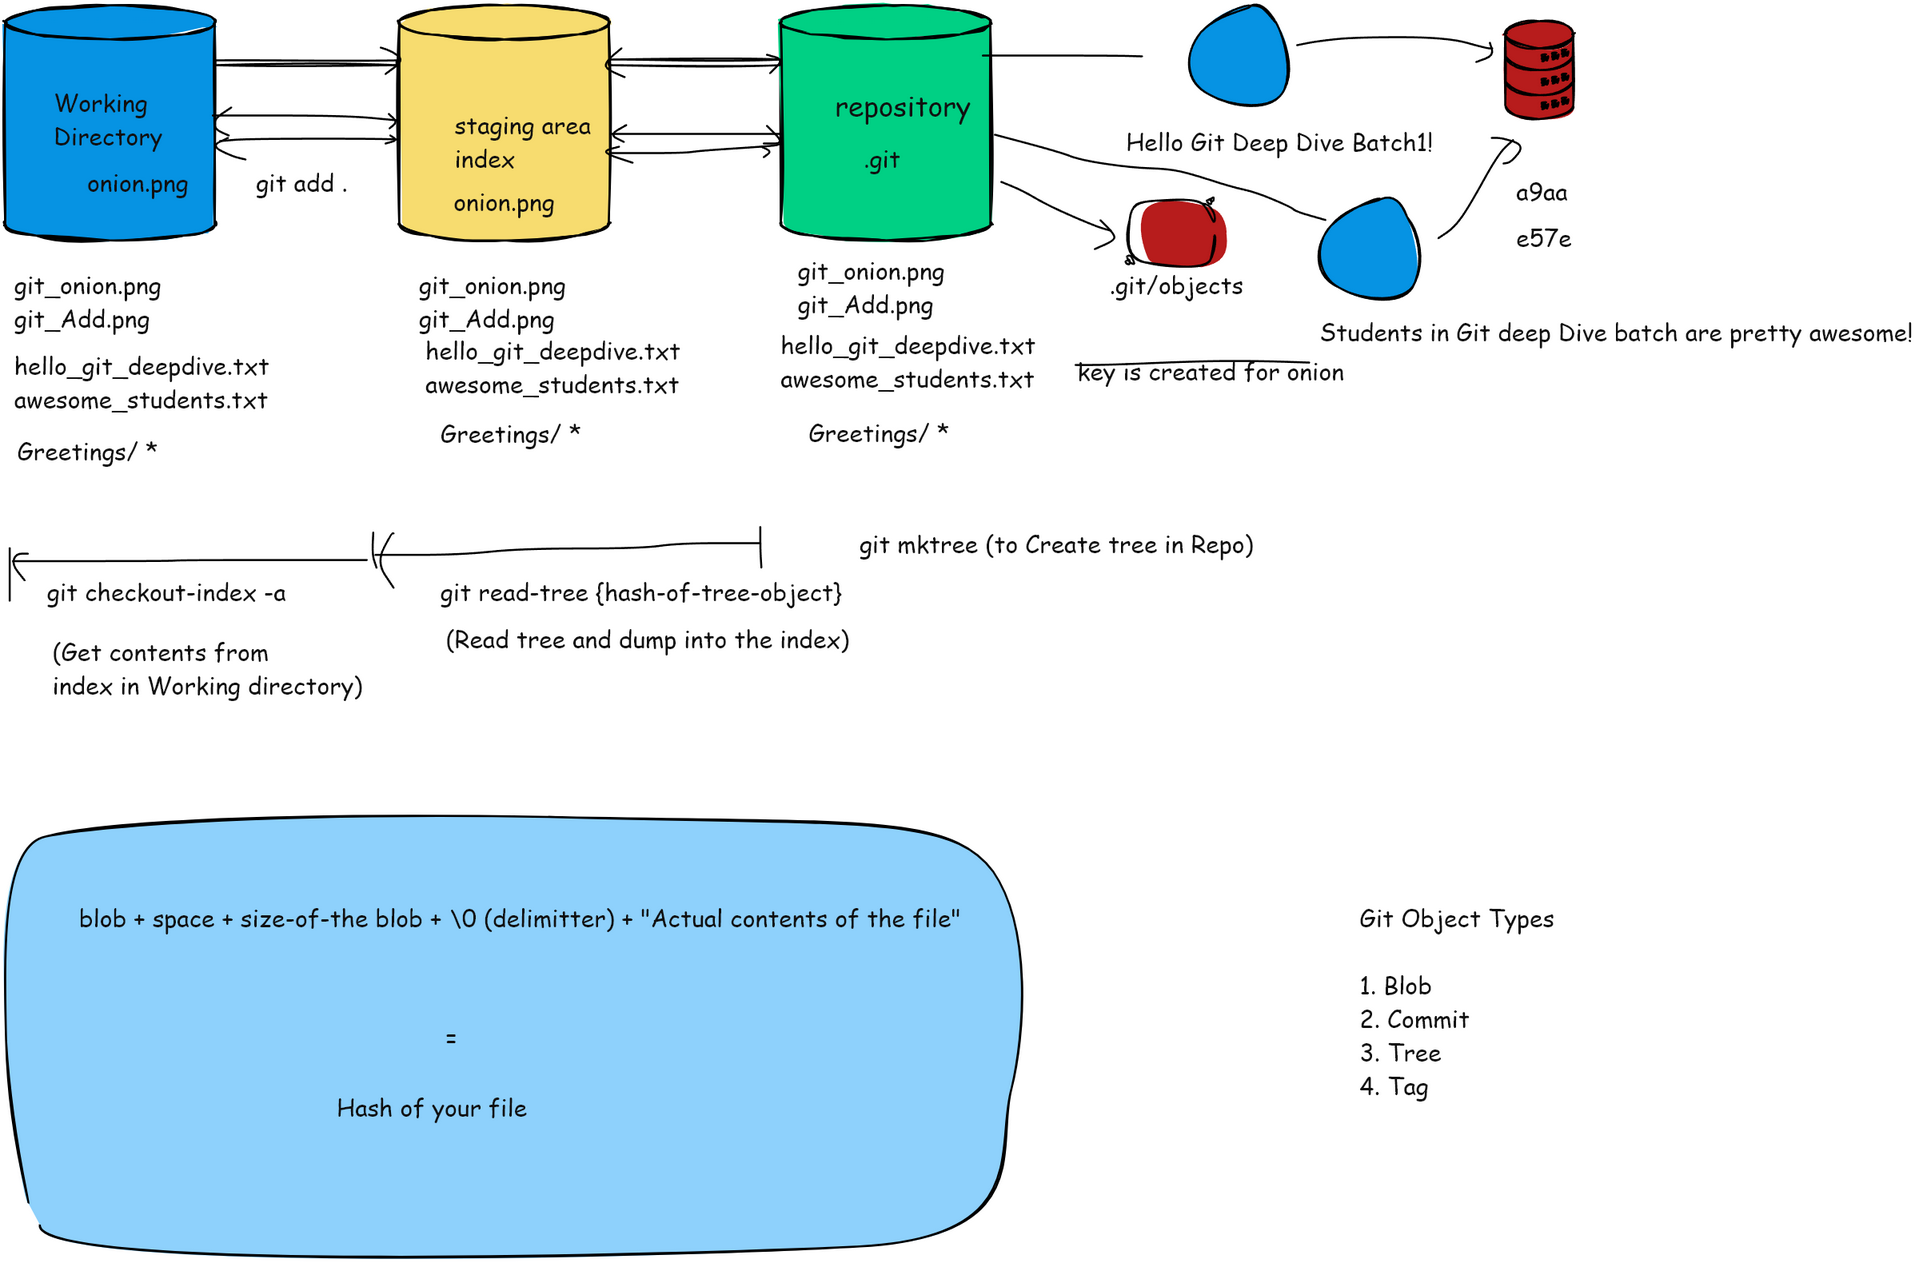 Working
Directory
onion.png
git add .
staging area
index
onion.png
repository
.git
Hello Git Deep Dive Batch1!
a9aa
e57e
.git/objects
Students in Git deep Dive batch are pretty awesome!
key is created for onion
git_onion.png
git_Add.png
hello_git_deepdive.txt
awesome_students.txt
Greetings/ *
git_onion.png
git_Add.png
hello_git_deepdive.txt
awesome_students.txt
Greetings/ *
git_onion.png
git_Add.png
hello_git_deepdive.txt
awesome_students.txt
Greetings/ *
git checkout-index -a
(Get contents from
index in Working directory)
git read-tree {hash-of-tree-object}
(Read tree and dump into the index)
git mktree (to Create tree in Repo)
blob + space + size-of-the blob + \0 (delimitter) + "Actual contents of the file"
=
Hash of your file
Git Object Types
1. Blob
2. Commit
3. Tree
4. Tag